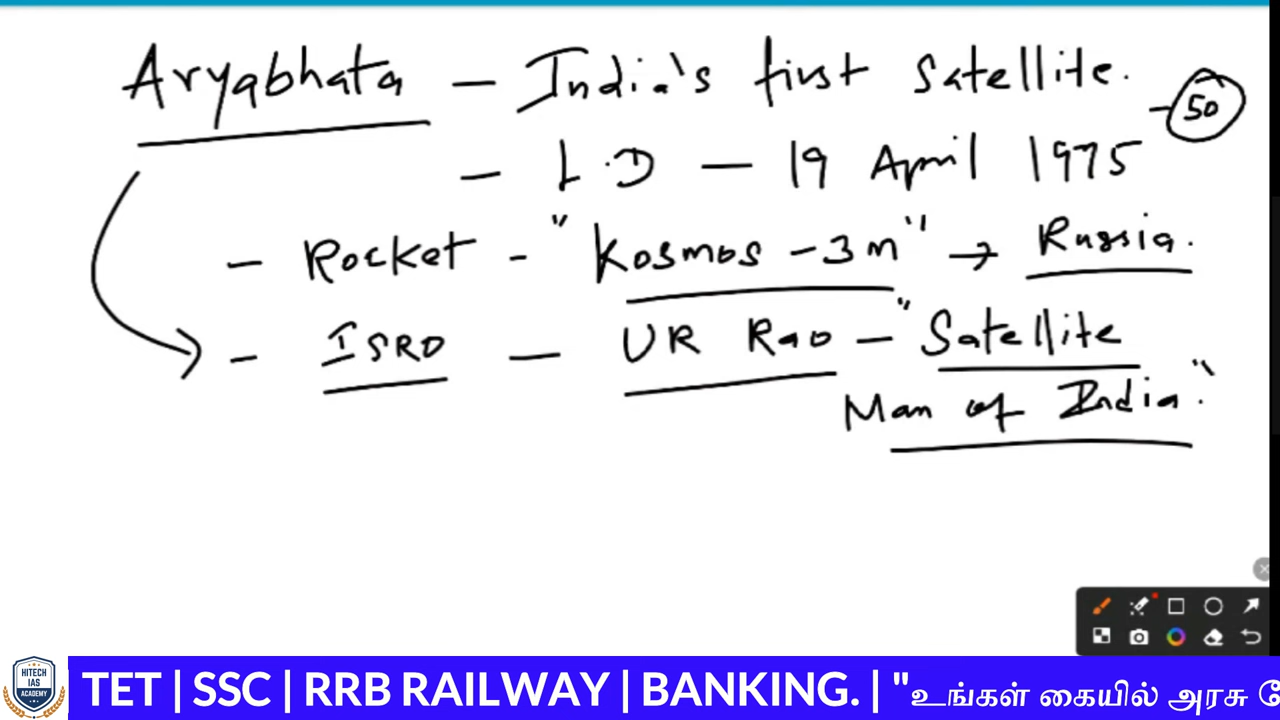 Aryabhata - India's first Satellite.
- 50
- L.D - 19 April 1975
- Rocket - "Kosmos - 3M" → Russia.
- ISRO - UR Rao - "Satellite
Man of India."
HITECH
IAS
ACADEMY
TET | SSC | RRB RAILWAY | BANKING. | "உங்கள் கையில் அரசு